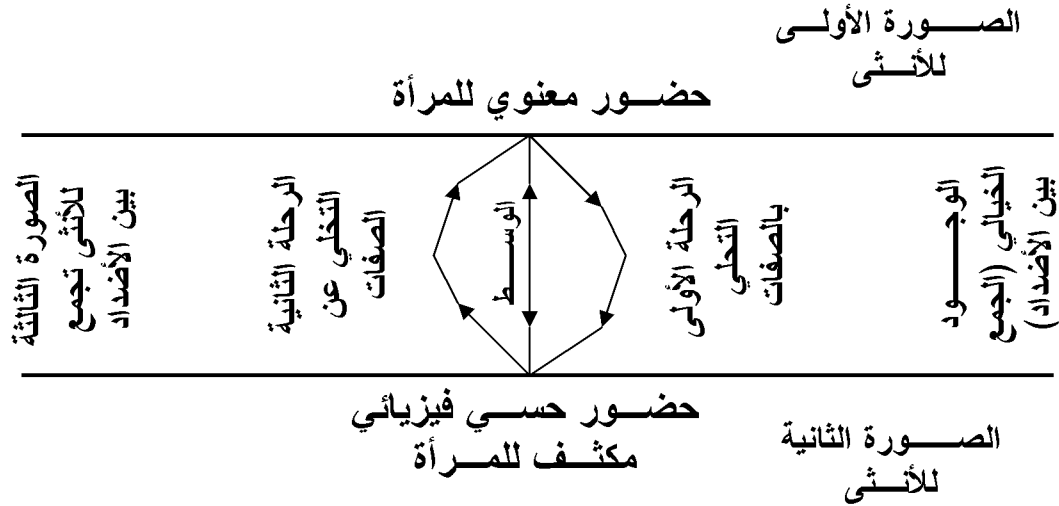 الصورة الأولى
للأنثى
حضور معنوي للمرأة
الوجود
الخيالي (الجمع
بين الأضداد)
الرحلة الأولى
التحلي
بالصفات
الوسط
الرحلة الثانية
التخلي عن
الصفات
الصورة الثالثة
للأنثى تجمع
بين الأضداد
حضور حسي فيزيائي
مكثف للمرأة
الصورة الثانية
للأنثى